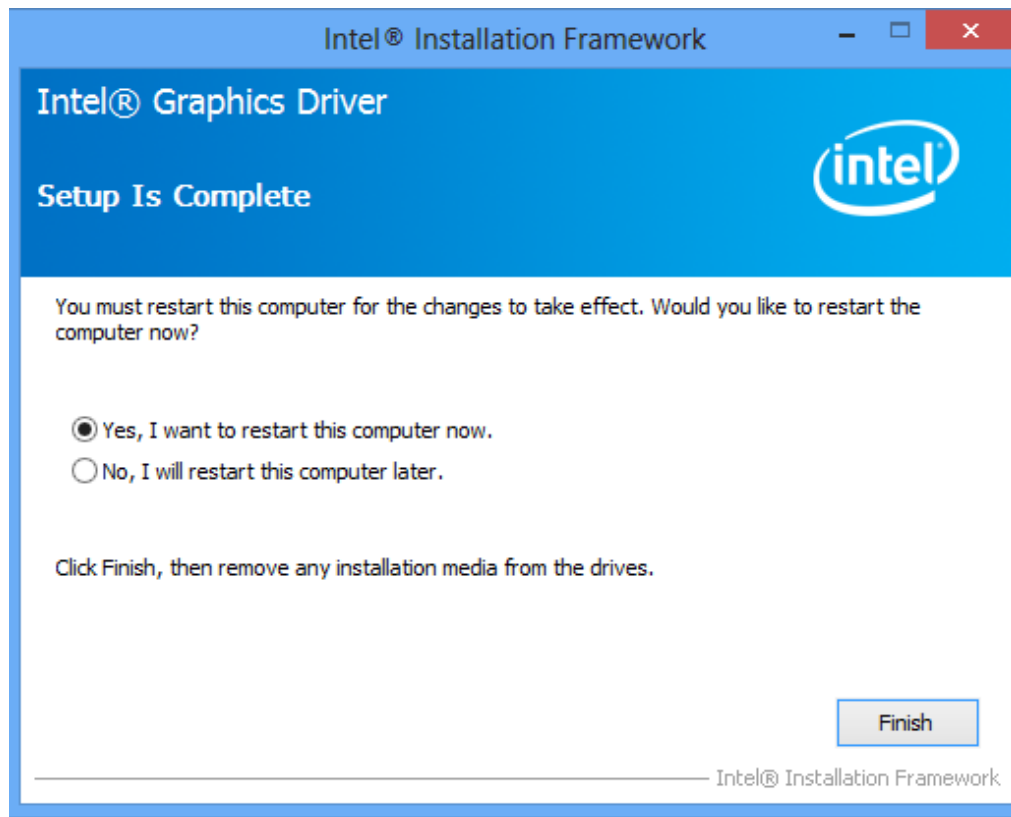 Intel® Installation Framework
Intel® Graphics Driver
intel®
Setup Is Complete
You must restart this computer for the changes to take effect. Would you like to restart the
computer now?
Yes, I want to restart this computer now.
No, I will restart this computer later.
Click Finish, then remove any installation media from the drives.
Finish
Intel® Installation Framework